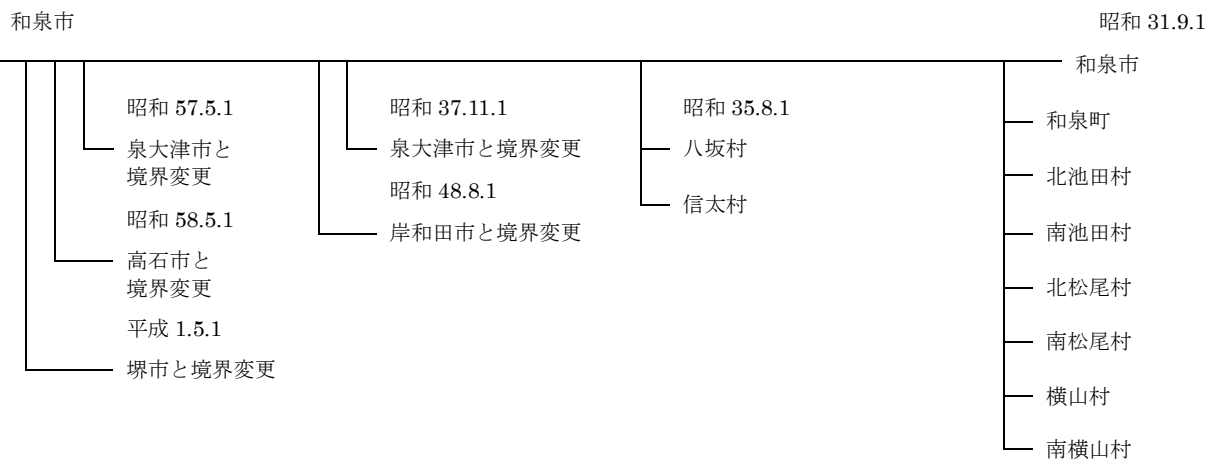 和泉市
昭和 31.9.1
和泉市
昭和 57.5.1
泉大津市と
境界変更
昭和 58.5.1
高石市と
境界変更
平成 1.5.1
堺市と境界変更
昭和 37.11.1
泉大津市と境界変更
昭和 48.8.1
岸和田市と境界変更
昭和 35.8.1
八坂村
信太村
和泉町
北池田村
南池田村
北松尾村
南松尾村
横山村
南横山村